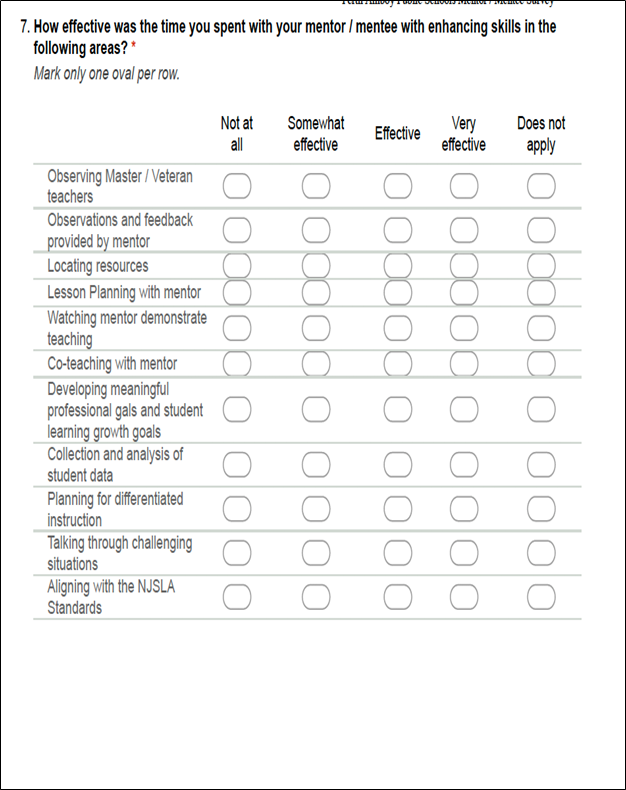 Perth Amboy Public Schools Mentor / Mentee Survey
7. How effective was the time you spent with your mentor / mentee with enhancing skills in the
following areas? *
Mark only one oval per row.
Not at
all
Somewhat
effective
Effective
Very
effective
Does not
apply
Observing Master / Veteran
teachers
Observations and feedback
provided by mentor
Locating resources
Lesson Planning with mentor
Watching mentor demonstrate
teaching
Co-teaching with mentor
Developing meaningful
professional gals and student
learning growth goals
Collection and analysis of
student data
Planning for differentiated
instruction
Talking through challenging
situations
Aligning with the NJSLA
Standards